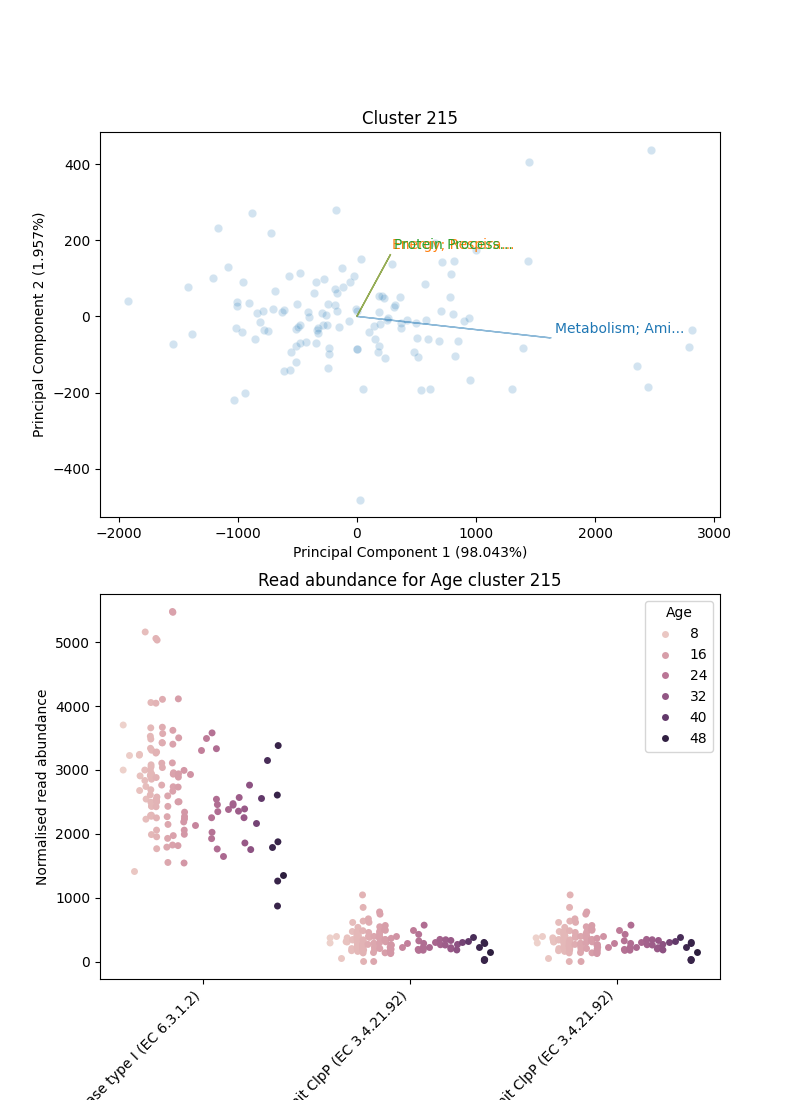 Cluster 215
400
200
0
−200
−400
Principal Component 2 (1.957%)
Metabolism; Ami...
−2000
−1000
0
1000
2000
3000
Principal Component 1 (98.043%)
Read abundance for Age cluster 215
5000
4000
3000
2000
1000
0
Normalised read abundance
Age
8
16
24
32
40
48
type I (EC 6.3.1.2)
ClpP (EC 3.4.21.92)
ClpP (EC 3.4.21.92)